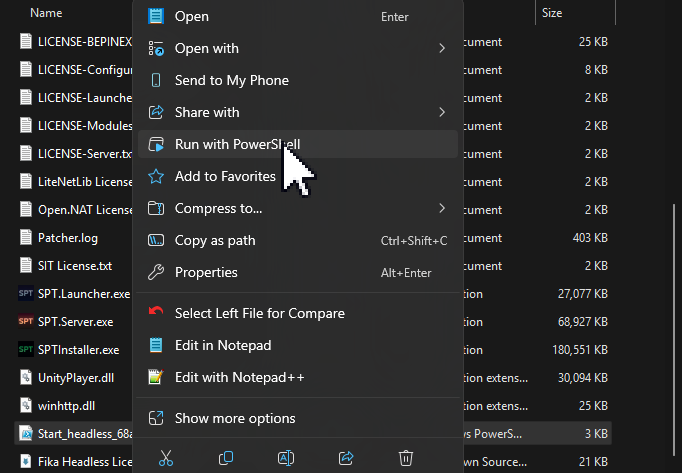 Name Size
Open Enter
LICENSE-BEPINEX cument 25 KB
Open with
LICENSE-Configur cument 8 KB
Send to My Phone
LICENSE-Launche cument 2 KB
Share with
LICENSE-Modules cument 2 KB
Run with PowerShell
LICENSE-Server.tx cument 2 KB
Add to Favorites
LiteNetLib License cument 2 KB
Compress to...
Open.NAT License cument 2 KB
Copy as path Ctrl+Shift+C
Patcher.log cument 403 KB
SIT License.txt cument 2 KB
Properties Alt+Enter
SPT SPT.Launcher.exe tion 27,077 KB
Select Left File for Compare
SPT SPT.Server.exe tion 68,927 KB
Edit in Notepad
SPT SPTInstaller.exe tion 180,551 KB
Edit with Notepad++
UnityPlayer.dll tion extens... 30,094 KB
winhttp.dll tion extens... 25 KB
Show more options
Start_headless_68a vs PowerS... 3 KB
Fika Headless Lice wn Source... 21 KB